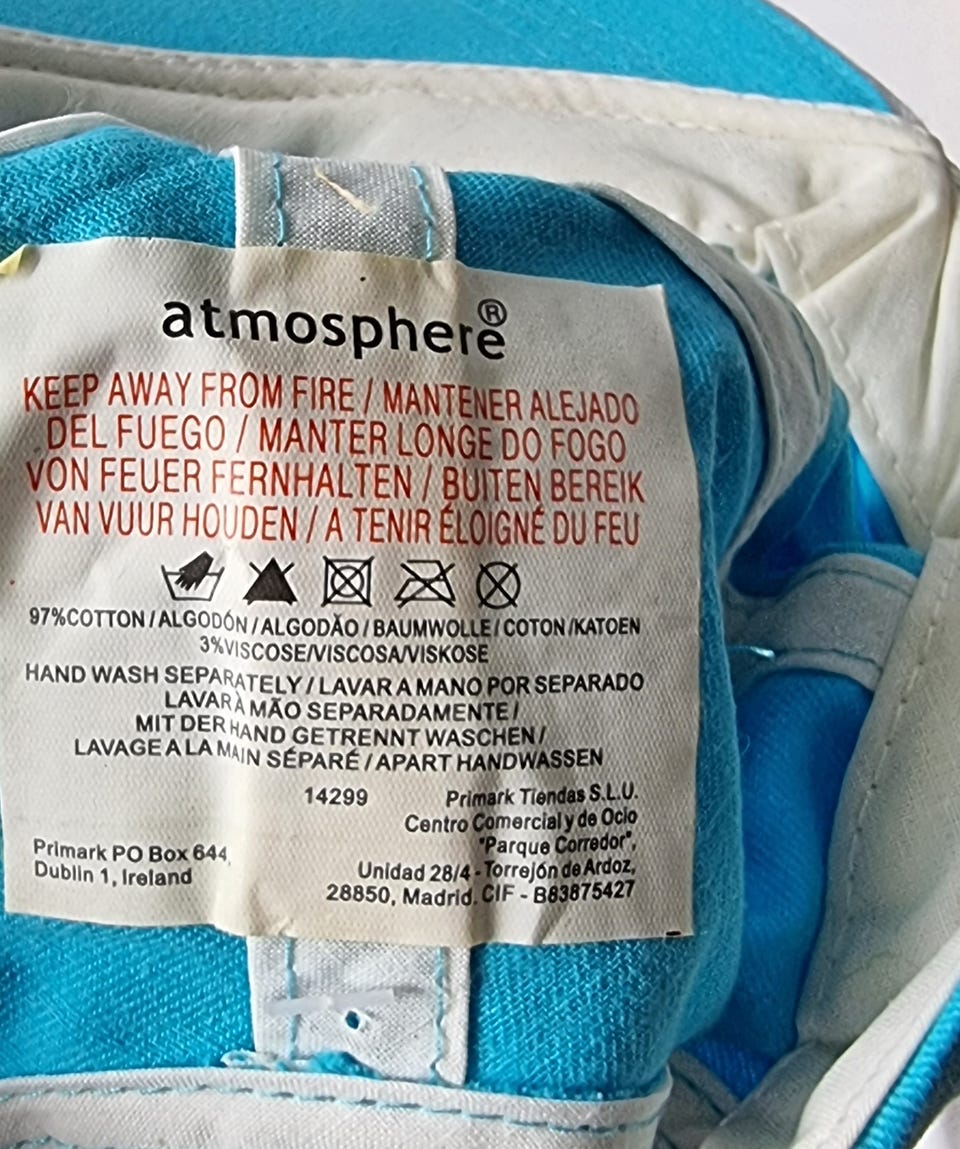 atmosphere®
KEEP AWAY FROM FIRE / MANTENER ALEJADO
DEL FUEGO / MANTER LONGE DO FOGO
VON FEUER FERNHALTEN / BUITEN BEREIK
VAN VUUR HOUDEN / A TENIR ÉLOIGNÉ DU FEU
97%COTTON/ALGODÓN/ALGODÃO/BAUMWOLLE/COTON/KATOEN
3%VISCOSE/VISCOSA/VISKOSE
HAND WASH SEPARATELY/LAVAR A MANO POR SEPARADO
LAVAR À MÃO SEPARADAMENTE/
MIT DER HAND GETRENNT WASCHEN/
LAVAGE A LA MAIN SÉPARÉ/APART HANDWASSEN
14299
Primark Tiendas S.L.U.
Centro Comercial y de Ocio
"Parque Corredor",
Unidad 28/4 - Torrejón de Ardoz,
28850, Madrid. CIF - B83875427
Primark PO Box 644,
Dublin 1, Ireland